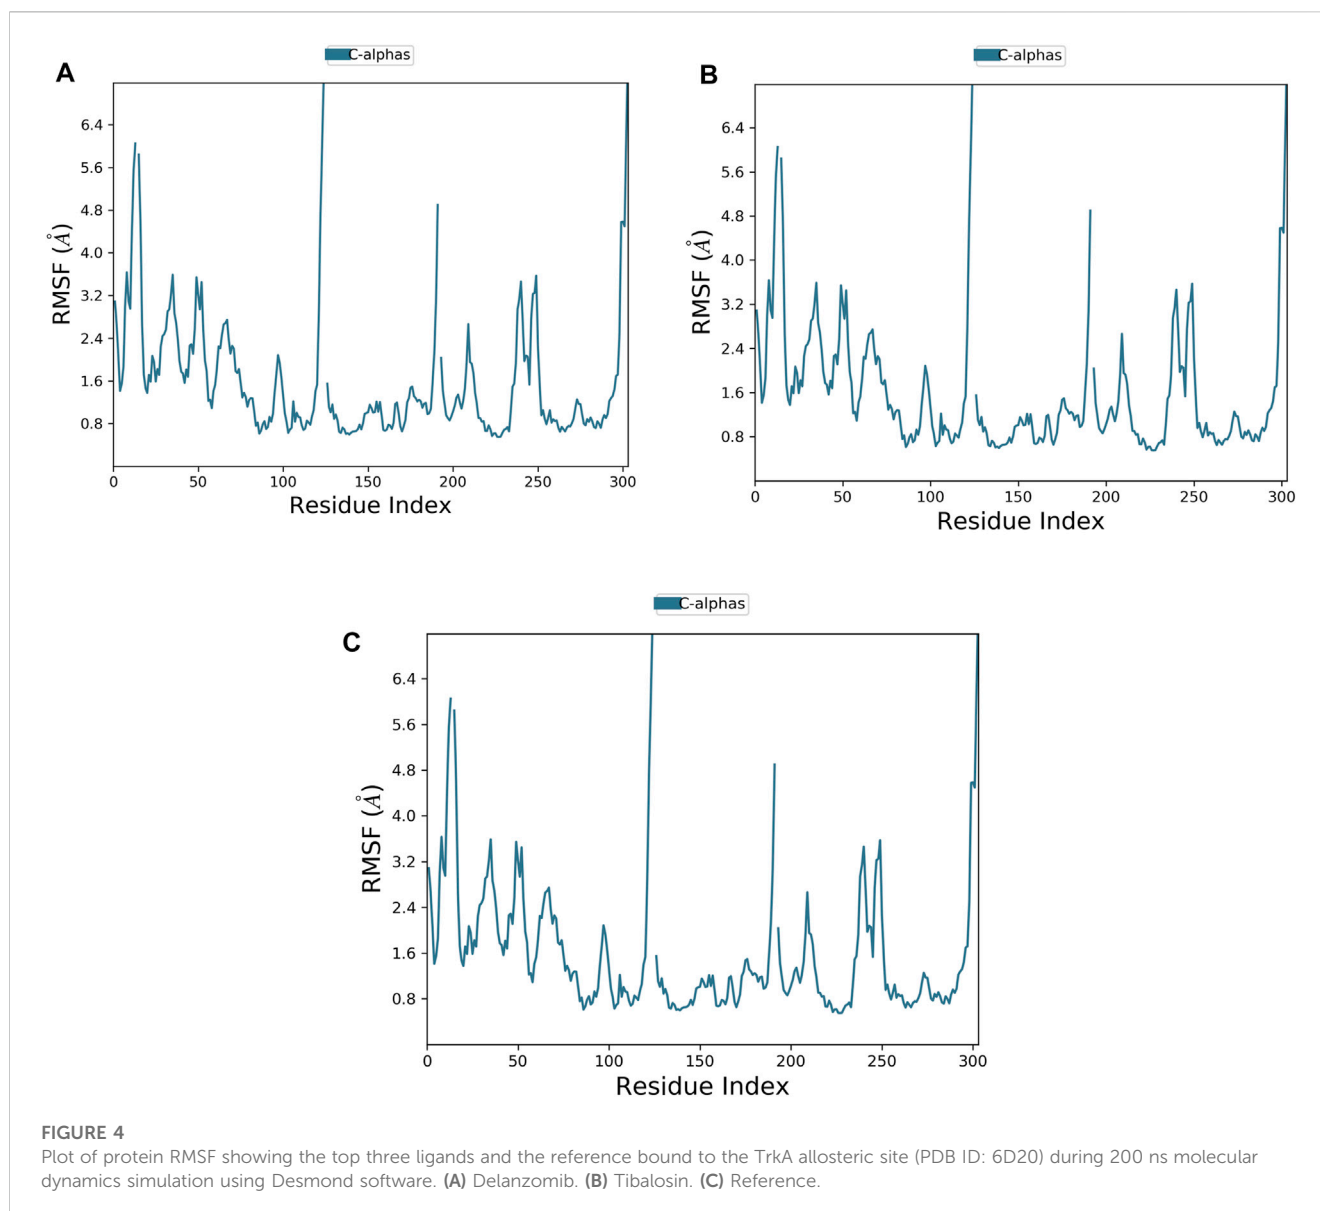 C-alphas
A
6.4
5.6
4.8
4.0
3.2
2.4
1.6
0.8
RMSF (Å)
0 50 100 150 200 250 300
Residue Index
C-alphas
B
6.4
5.6
4.8
4.0
3.2
2.4
1.6
0.8
RMSF (Å)
0 50 100 150 200 250 300
Residue Index
C-alphas
C
6.4
5.6
4.8
4.0
3.2
2.4
1.6
0.8
RMSF (Å)
0 50 100 150 200 250 300
Residue Index
FIGURE 4
Plot of protein RMSF showing the top three ligands and the reference bound to the TrkA allosteric site (PDB ID: 6D20) during 200 ns molecular
dynamics simulation using Desmond software. (A) Delanzomib. (B) Tibalosin. (C) Reference.